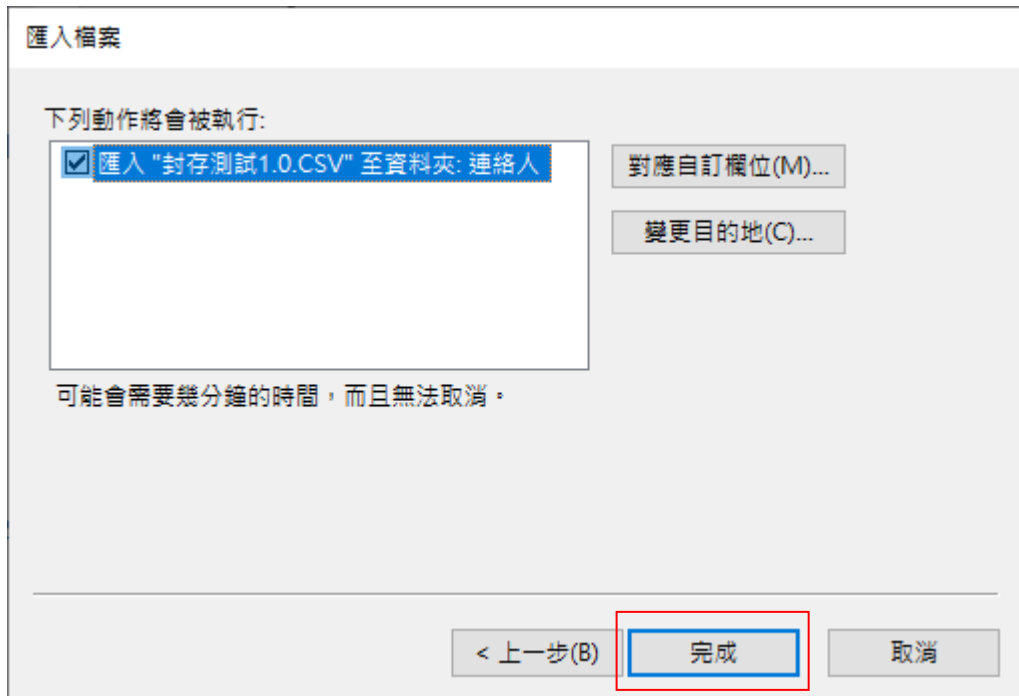 匯入檔案
下列動作將會被執行:
匯入 "封存測試1.0.CSV" 至資料夾: 連絡人
對應自訂欄位(M)...
變更目的地(C)...
可能會需要幾分鐘的時間，而且無法取消。
< 上一步(B)
完成
取消